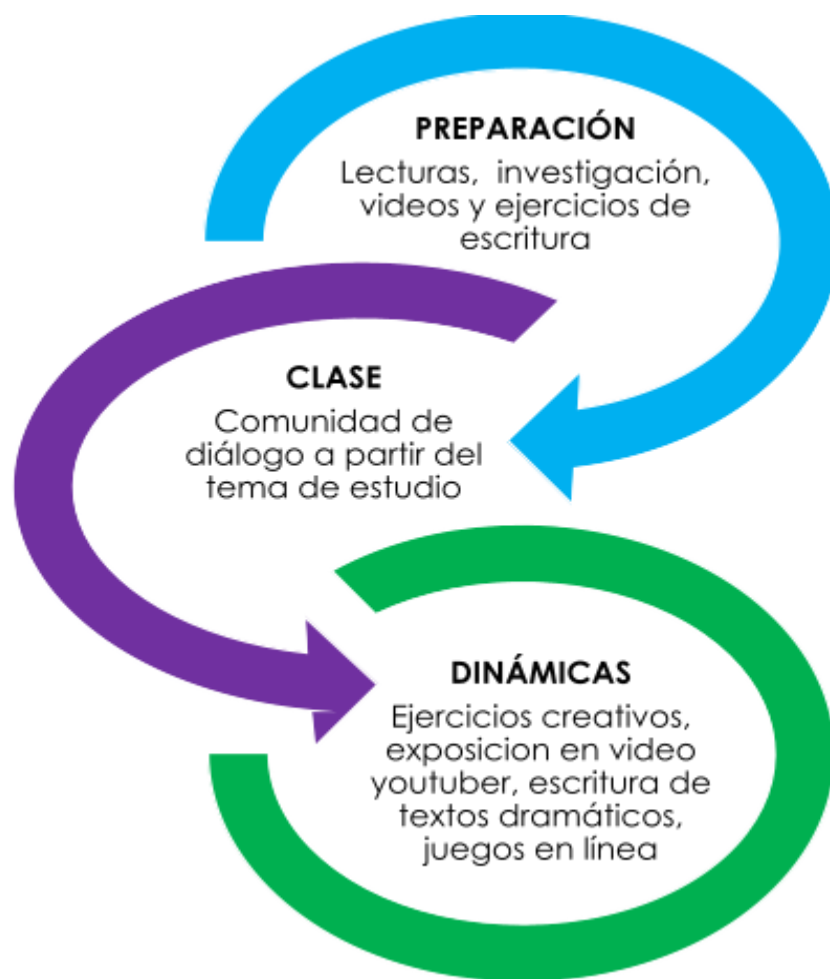 PREPARACIÓN
Lecturas, investigación,
videos y ejercicios de
escritura
CLASE
Comunidad de
diálogo a partir del
tema de estudio
DINÁMICAS
Ejercicios creativos,
exposicion en video
youtuber, escritura de
textos dramáticos,
juegos en línea